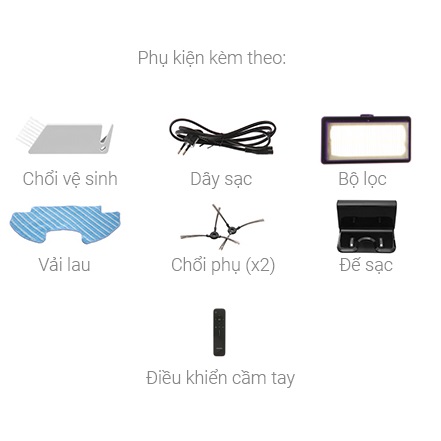 Phụ kiện kèm theo:
Chổi vệ sinh
Dây sạc
Bộ lọc
Vải lau
Chổi phụ (x2)
Đế sạc
Điều khiển cầm tay